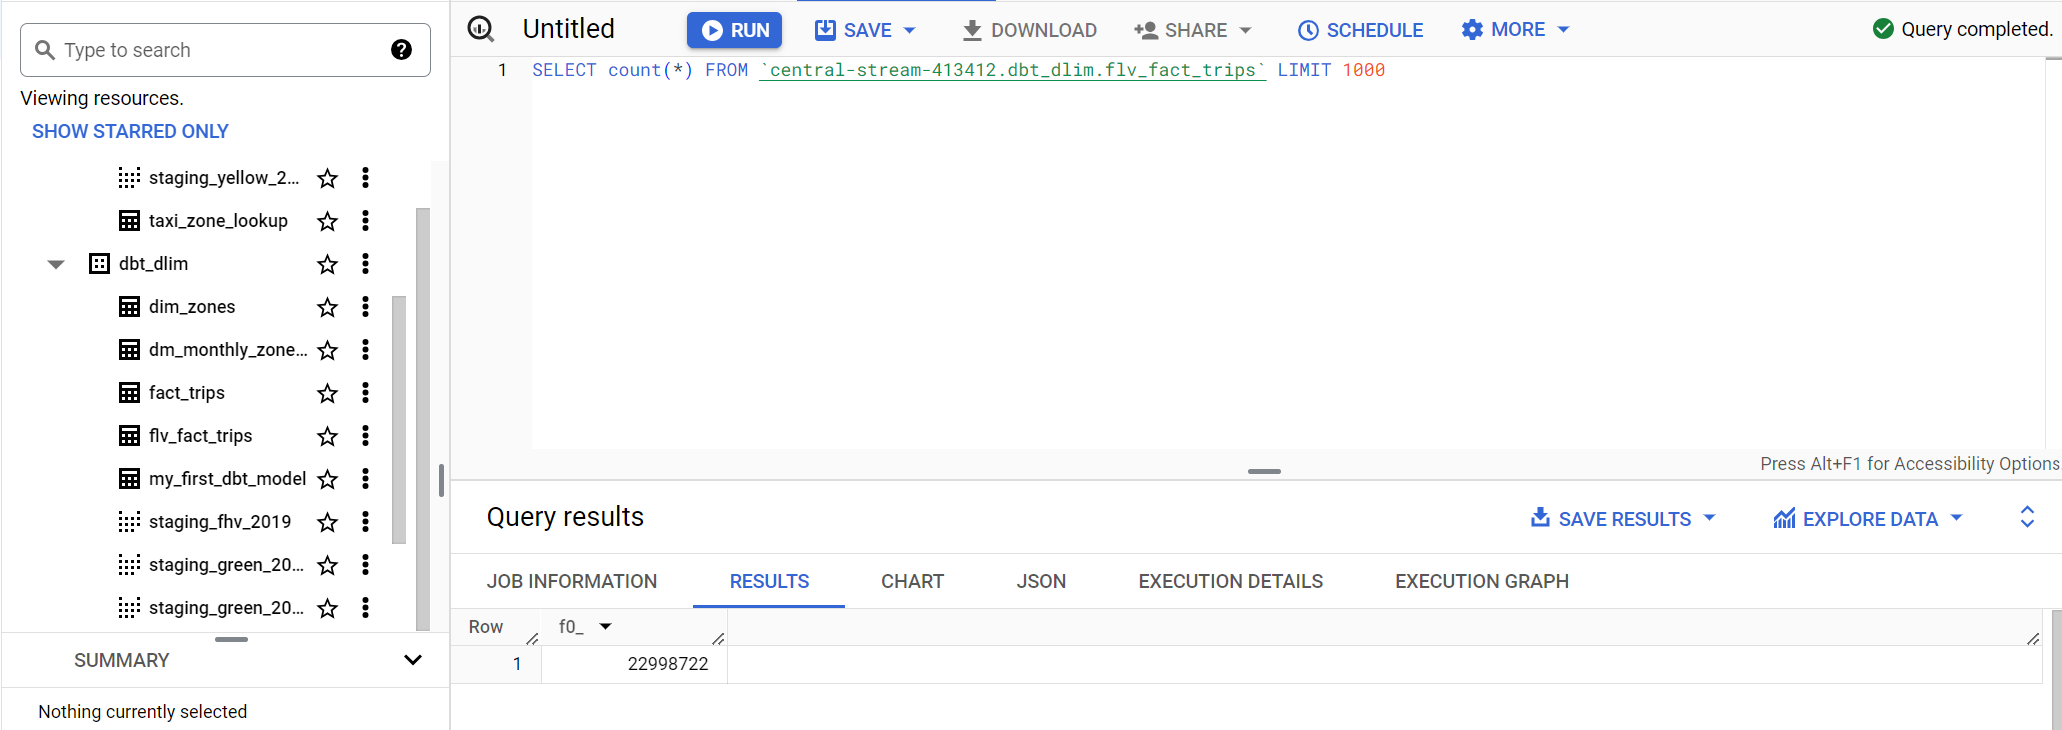 Type to search
Viewing resources.
SHOW STARRED ONLY
staging_yellow_2...
taxi_zone_lookup
dbt_dlim
dim_zones
dm_monthly_zone...
fact_trips
flv_fact_trips
my_first_dbt_model
staging_fhv_2019
staging_green_20...
staging_green_20...
SUMMARY
Nothing currently selected
Untitled RUN SAVE DOWNLOAD SHARE SCHEDULE MORE Query completed.
1 SELECT count(*) FROM `central-stream-413412.dbt_dlim.flv_fact_trips` LIMIT 1000
Press Alt+F1 for Accessibility Options
Query results SAVE RESULTS EXPLORE DATA
JOB INFORMATION RESULTS CHART JSON EXECUTION DETAILS EXECUTION GRAPH
Row f0_
1 22998722